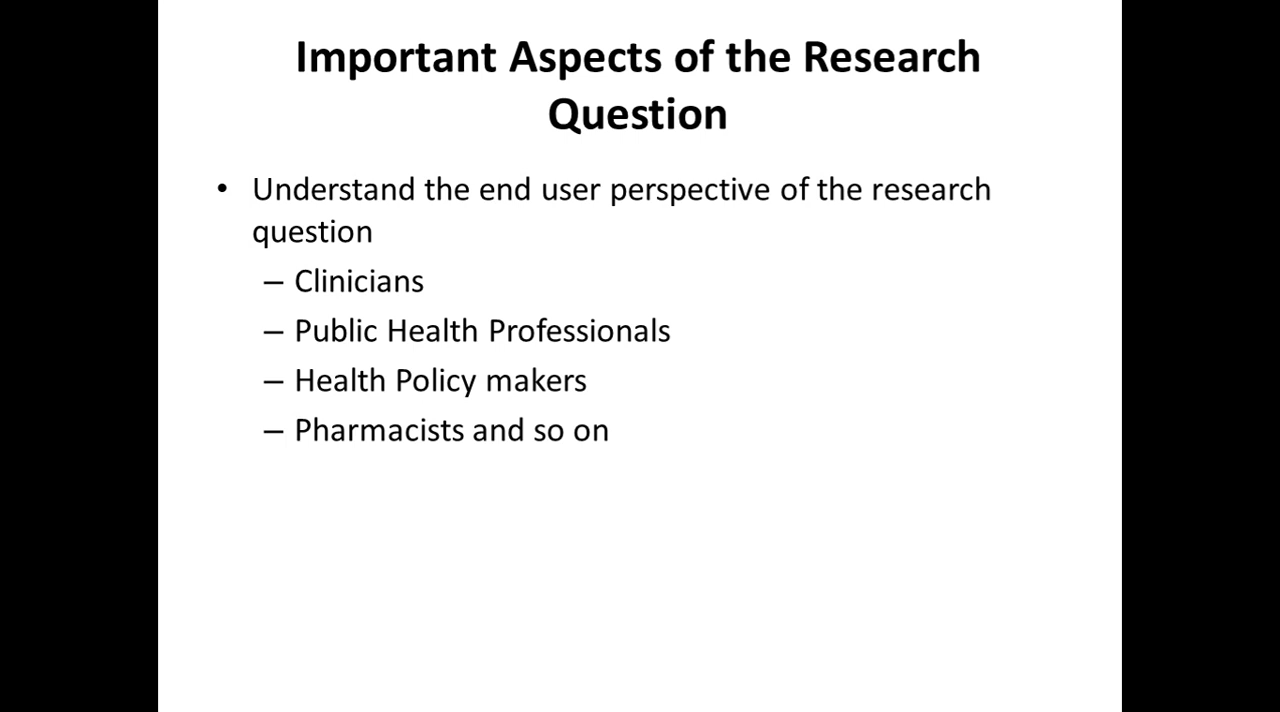 Important Aspects of the Research
Question
• Understand the end user perspective of the research
question
– Clinicians
– Public Health Professionals
– Health Policy makers
– Pharmacists and so on